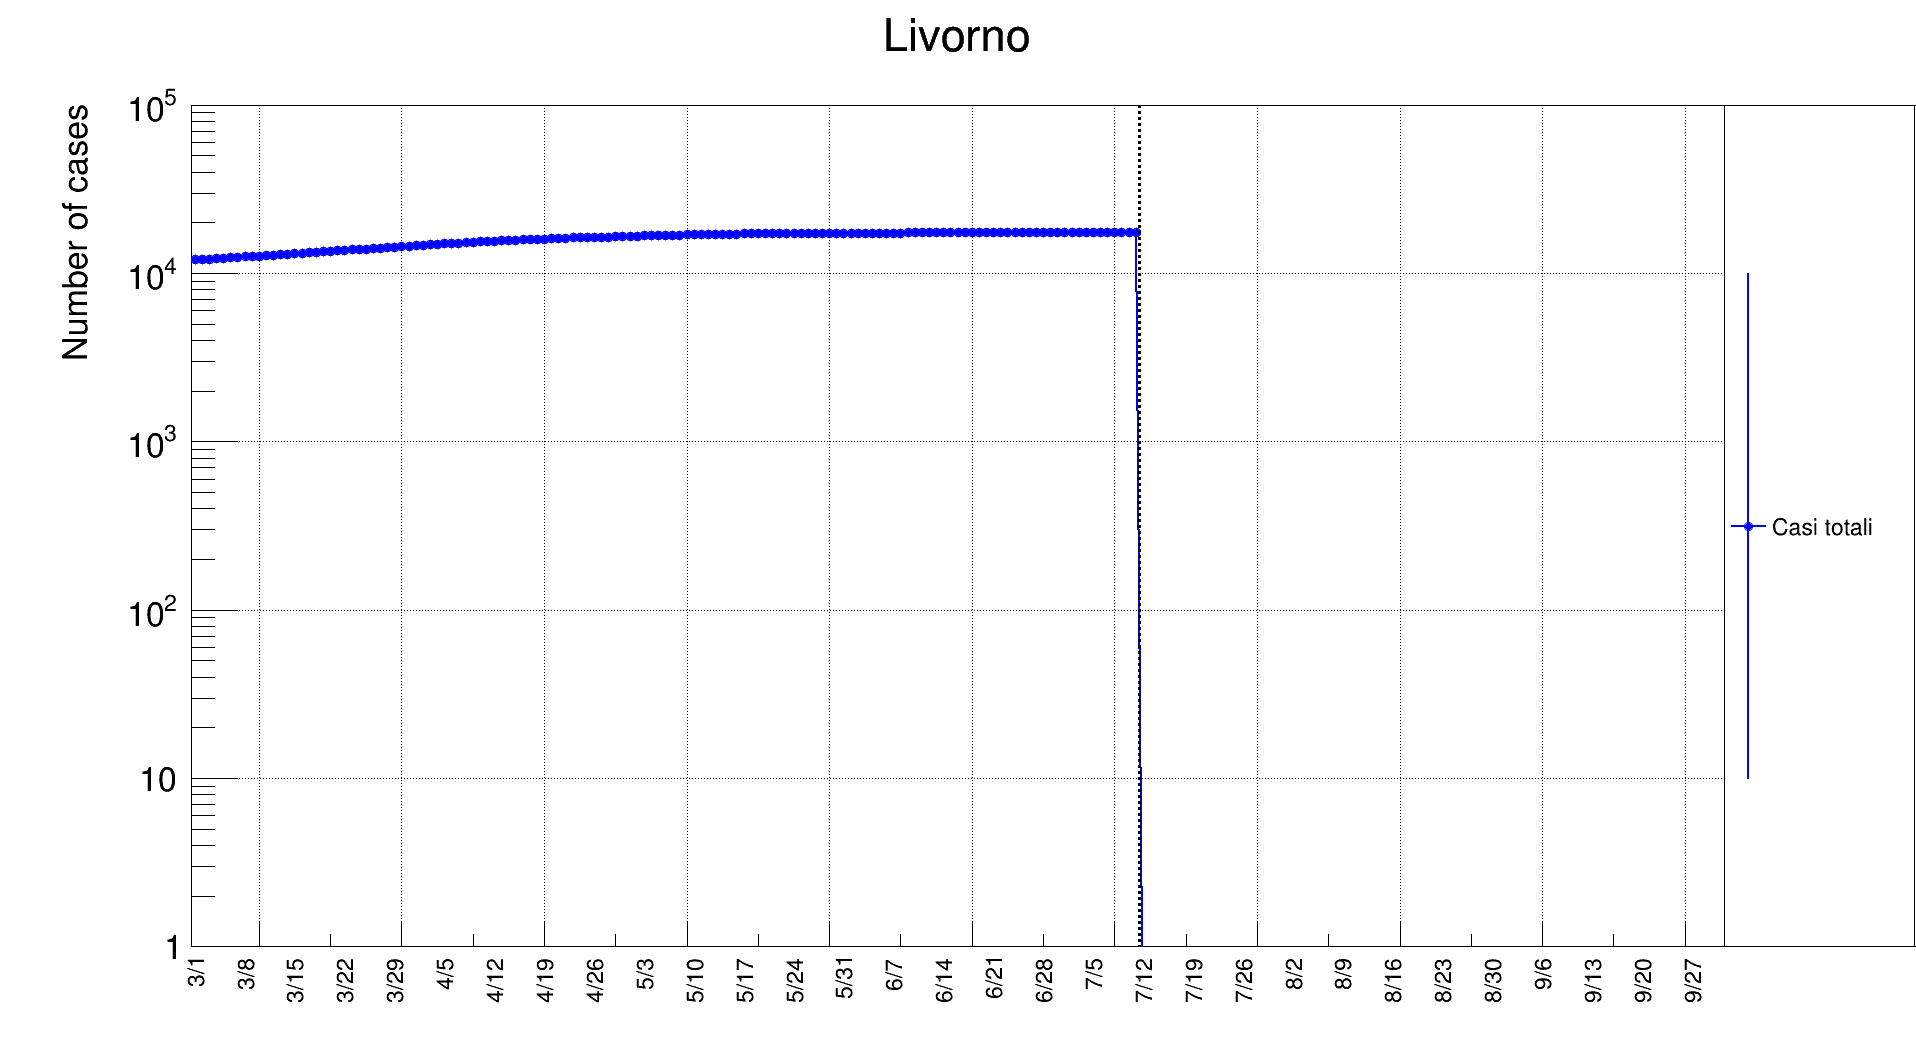 Livorno
Number of cases
10^5
10^4
10^3
10^2
10
1
3/1 3/8 3/15 3/22 3/29 4/5 4/12 4/19 4/26 5/3 5/10 5/17 5/24 5/31 6/7 6/14 6/21 6/28 7/5 7/12 7/19 7/26 8/2 8/9 8/16 8/23 8/30 9/6 9/13 9/20 9/27
Casi totali